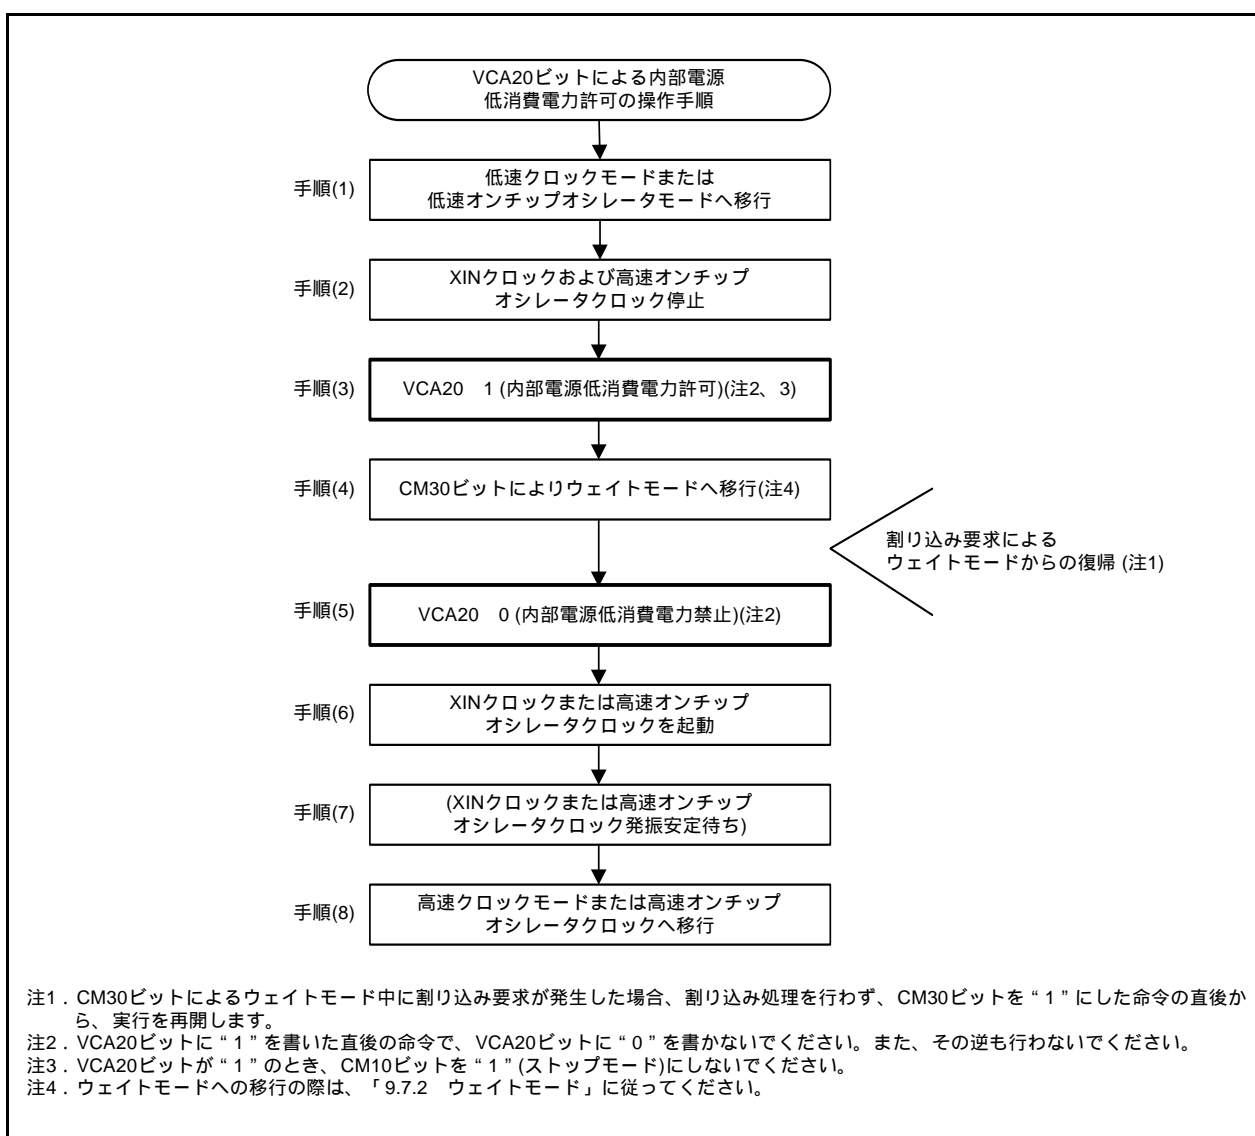 VCA20ビットによる内部電源
低消費電力許可の操作手順
手順(1)
低速クロックモードまたは
低速オンチップオシレータモードへ移行
手順(2)
XINクロックおよび高速オンチップ
オシレータクロック停止
手順(3)
VCA20　1 (内部電源低消費電力許可)(注2、3)
手順(4)
CM30ビットによりウェイトモードへ移行(注4)
割り込み要求による
ウェイトモードからの復帰 (注1)
手順(5)
VCA20　0 (内部電源低消費電力禁止)(注2)
手順(6)
XINクロックまたは高速オンチップ
オシレータクロックを起動
手順(7)
(XINクロックまたは高速オンチップ
オシレータクロック発振安定待ち)
手順(8)
高速クロックモードまたは高速オンチップ
オシレータクロックへ移行
注1．CM30ビットによるウェイトモード中に割り込み要求が発生した場合、割り込み処理を行わず、CM30ビットを“1”にした命令の直後か
ら、実行を再開します。
注2．VCA20ビットに“1”を書いた直後の命令で、VCA20ビットに“0”を書かないでください。また、その逆も行わないでください。
注3．VCA20ビットが“1”のとき、CM10ビットを“1”(ストップモード)にしないでください。
注4．ウェイトモードへの移行の際は、「9.7.2　ウェイトモード」に従ってください。